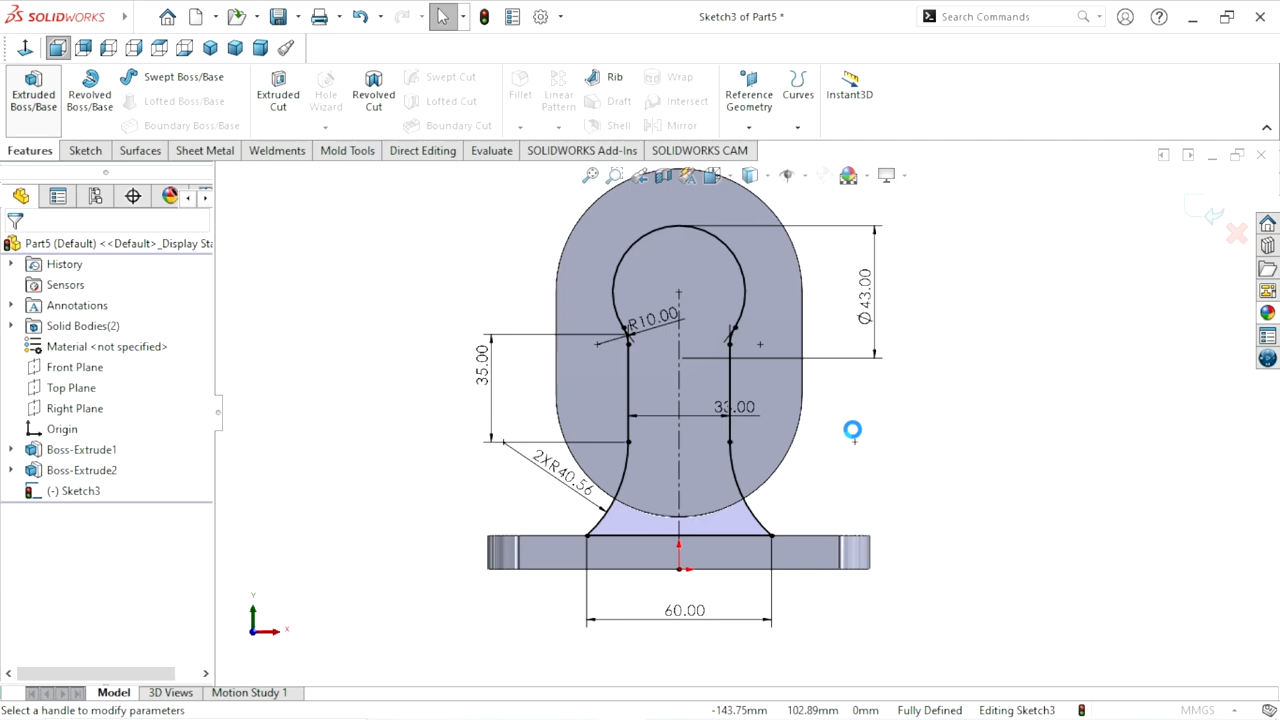 SOLIDWORKS
Sketch3 of Part5 *
Search Commands
Extruded Boss/Base
Revolved Boss/Base
Swept Boss/Base
Lofted Boss/Base
Boundary Boss/Base
Extruded Cut
Hole Wizard
Revolved Cut
Swept Cut
Lofted Cut
Boundary Cut
Fillet
Linear Pattern
Rib
Draft
Shell
Wrap
Intersect
Mirror
Reference Geometry
Curves
Instant3D
Features
Sketch
Surfaces
Sheet Metal
Weldments
Mold Tools
Direct Editing
Evaluate
SOLIDWORKS Add-Ins
SOLIDWORKS CAM
Part5 (Default) <<Default>_Display Sta
History
Sensors
Annotations
Solid Bodies(2)
Material <not specified>
Front Plane
Top Plane
Right Plane
Origin
Boss-Extrude1
Boss-Extrude2
(-) Sketch3
R10.00
Ø43.00
35.00
33.00
2XR40.56
60.00
Y
X
Model
3D Views
Motion Study 1
Select a handle to modify parameters
-143.75mm
102.89mm
0mm
Fully Defined
Editing Sketch3
MMGS